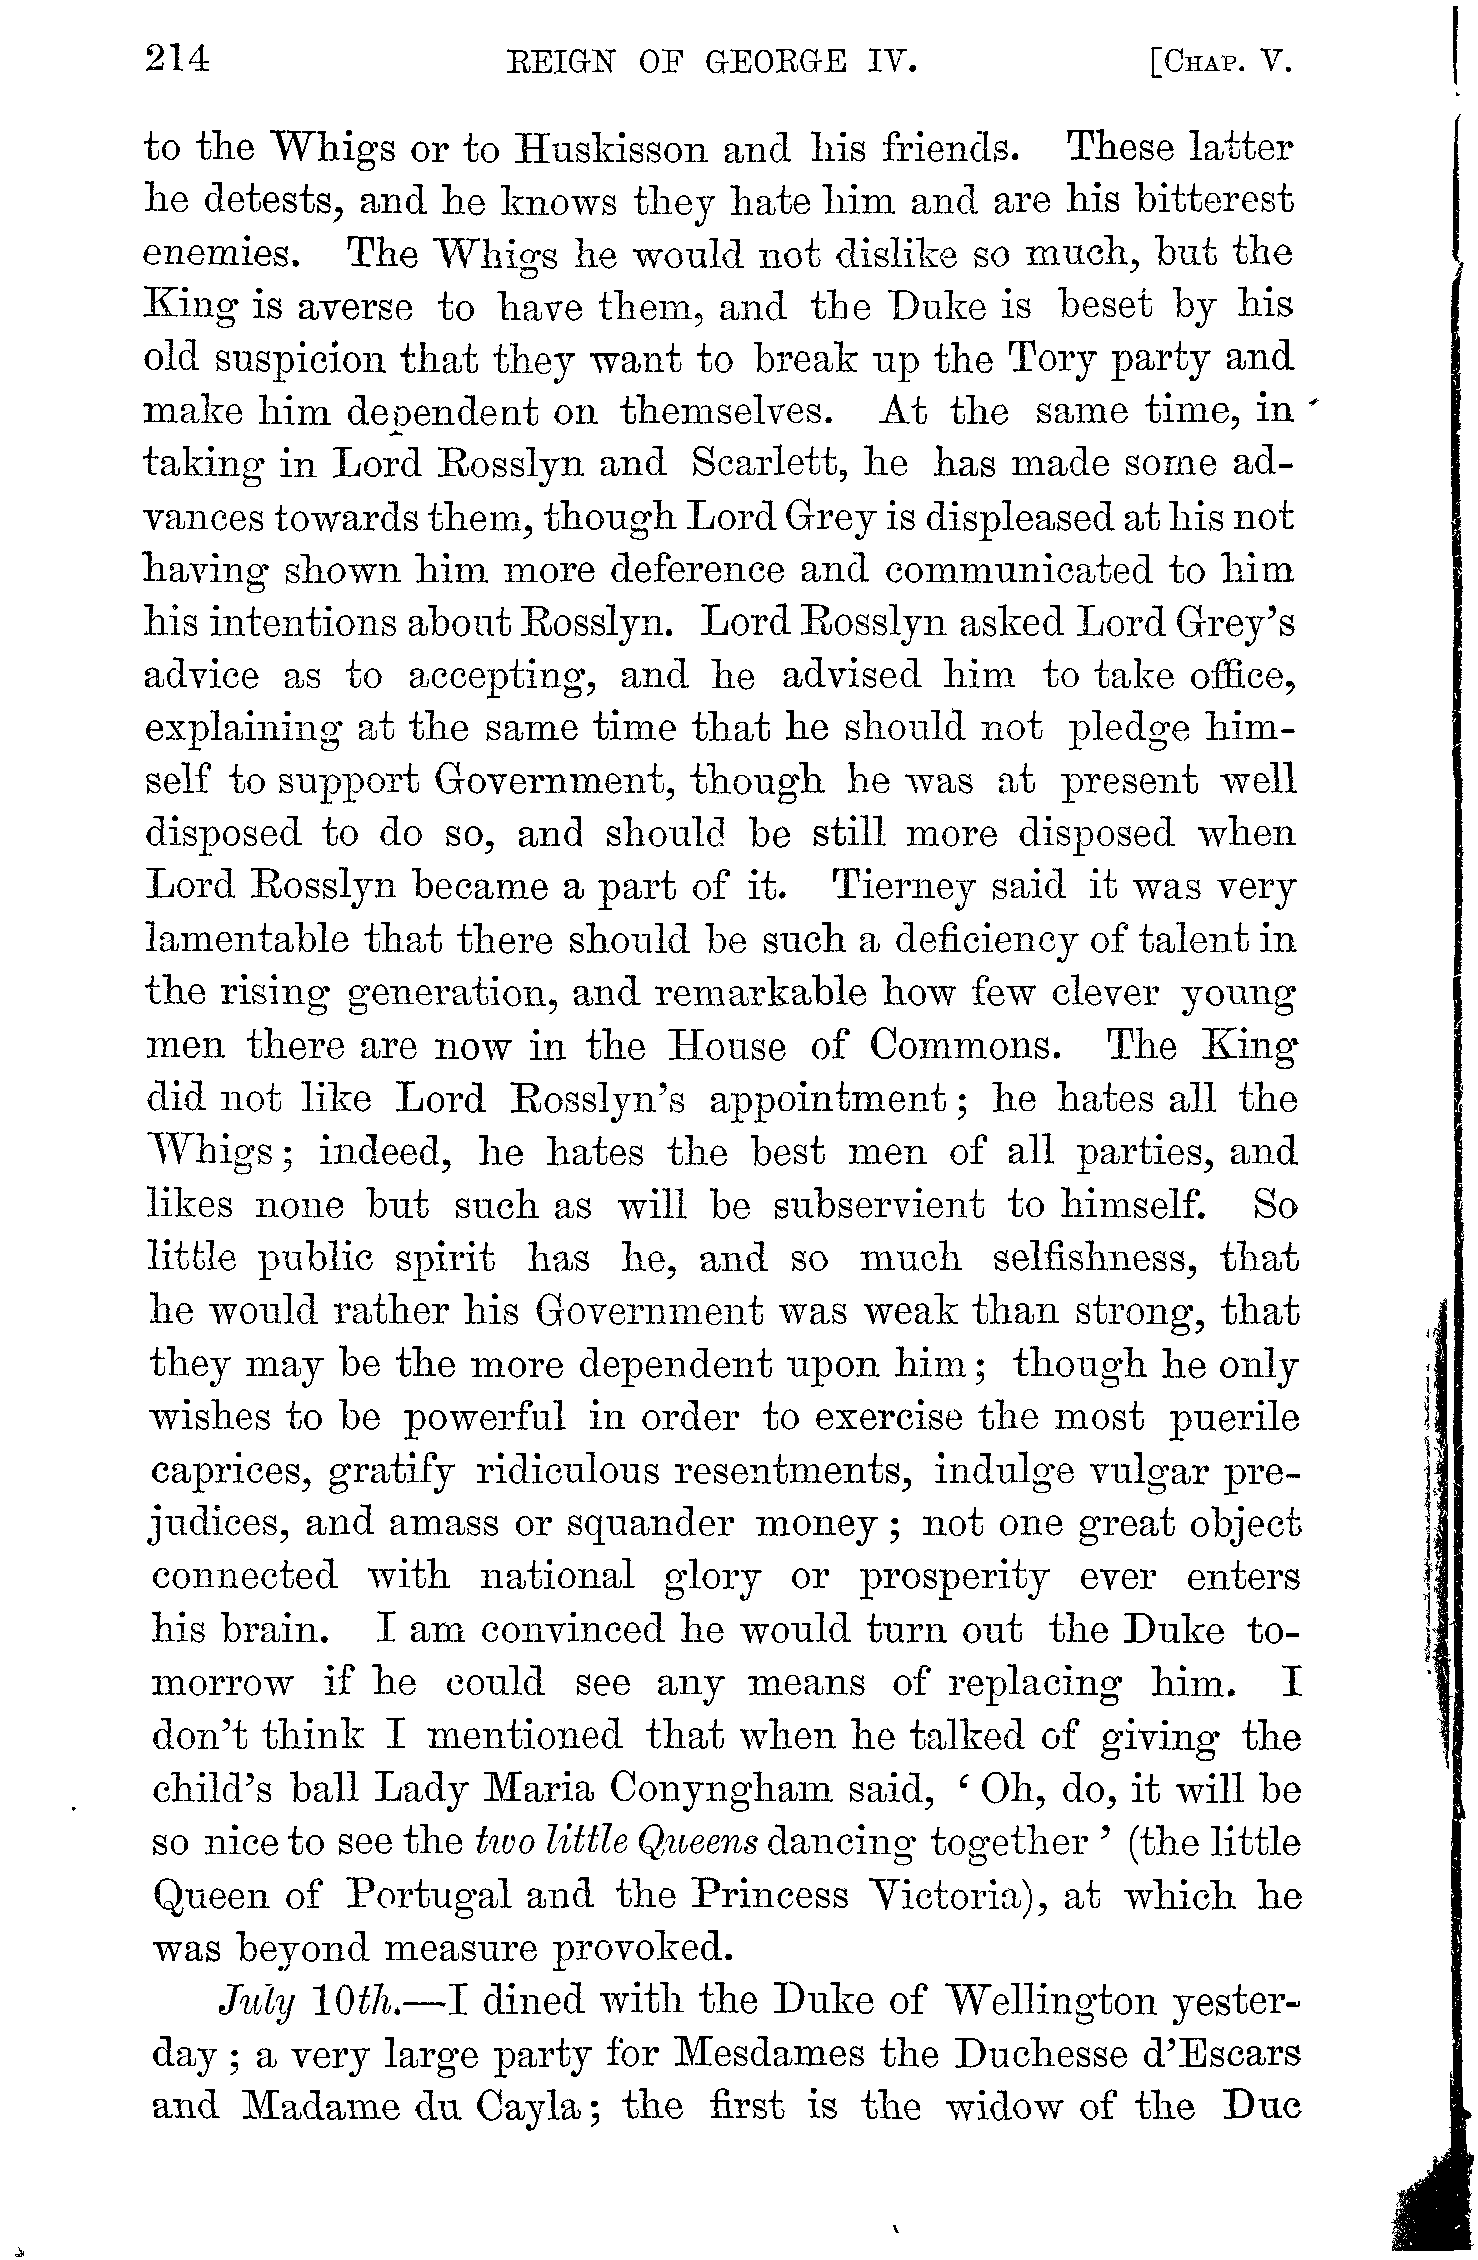 214 REIGN OF GEORGE IV. [CHAP. V.
to the Whigs or to Huskisson and his friends. These latter
he detests, and he knows they hate him and are his bitterest
enemies. The Whigs he would not dislike so much, but the
King is averse to have them, and the Duke is beset by his
old suspicion that they want to break up the Tory party and
make him dependent on themselves. At the same time, in
taking in Lord Rosslyn and Scarlett, he has made some ad-
vances towards them, though Lord Grey is displeased at his not
having shown him more deference and communicated to him
his intentions about Rosslyn. Lord Rosslyn asked Lord Grey's
advice as to accepting, and he advised him to take office,
explaining at the same time that he should not pledge him-
self to support Government, though he was at present well
disposed to do so, and should be still more disposed when
Lord Rosslyn became a part of it. Tierney said it was very
lamentable that there should be such a deficiency of talent in
the rising generation, and remarkable how few clever young
men there are now in the House of Commons. The King
did not like Lord Rosslyn's appointment; he hates all the
Whigs; indeed, he hates the best men of all parties, and
likes none but such as will be subservient to himself. So
little public spirit has he, and so much selfishness, that
he would rather his Government was weak than strong, that
they may be the more dependent upon him; though he only
wishes to be powerful in order to exercise the most puerile
caprices, gratify ridiculous resentments, indulge vulgar pre-
judices, and amass or squander money; not one great object
connected with national glory or prosperity ever enters
his brain. I am convinced he would turn out the Duke to-
morrow if he could see any means of replacing him. I
don't think I mentioned that when he talked of giving the
child's ball Lady Maria Conyngham said, ‘Oh, do, it will be
so nice to see the two little Queens dancing together’ (the little
Queen of Portugal and the Princess Victoria), at which he
was beyond measure provoked.
July 10th.—I dined with the Duke of Wellington yester-
day; a very large party for Mesdames the Duchesse d'Escars
and Madame du Cayla; the first is the widow of the Duc